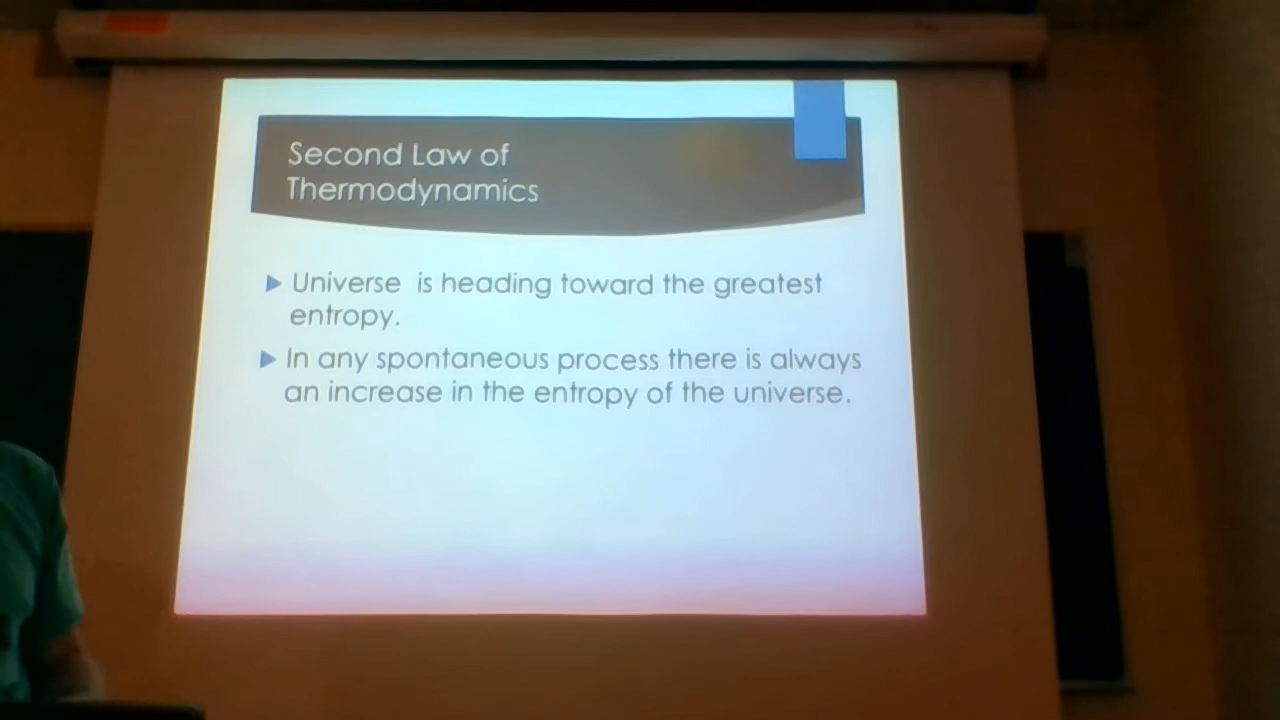 Second Law of
Thermodynamics
Universe is heading toward the greatest
entropy.
In any spontaneous process there is always
an increase in the entropy of the universe.